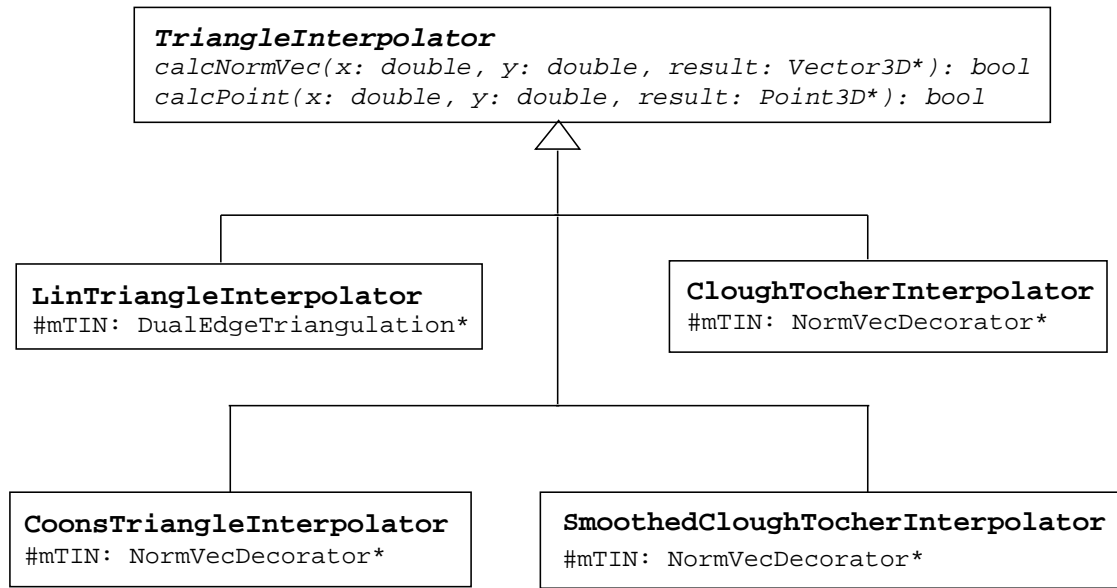 TriangleInterpolator
calcNormVec(x: double, y: double, result: Vector3D*): bool
calcPoint(x: double, y: double, result: Point3D*): bool
LinTriangleInterpolator
#mTIN: DualEdgeTriangulation*
CloughTocherInterpolator
#mTIN: NormVecDecorator*
CoonsTriangleInterpolator
#mTIN: NormVecDecorator*
SmoothedCloughTocherInterpolator
#mTIN: NormVecDecorator*